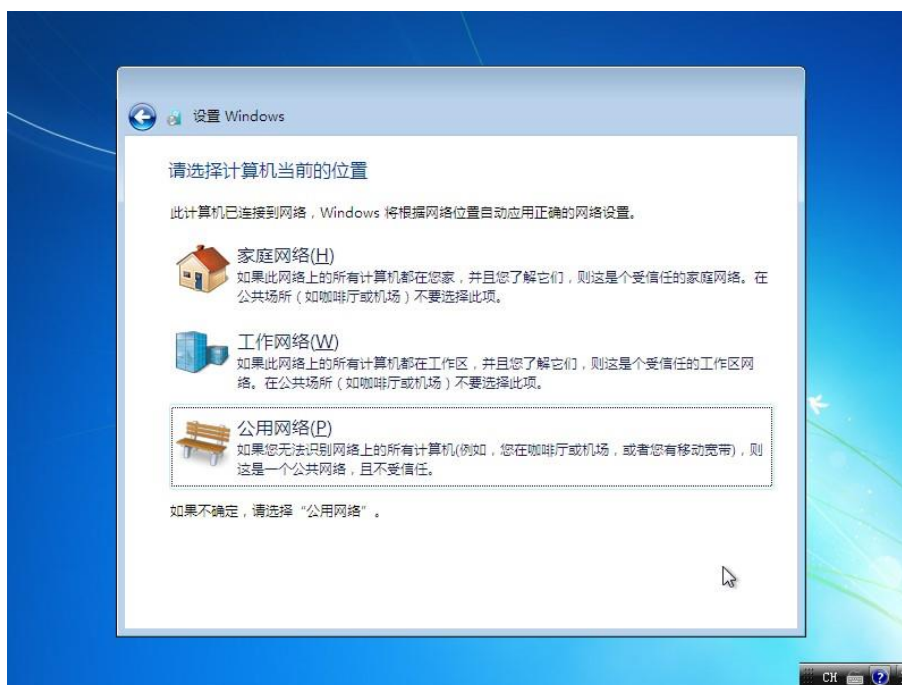 设置 Windows
请选择计算机当前的位置
此计算机已连接到网络，Windows 将根据网络位置自动应用正确的网络设置。
家庭网络(H)
如果此网络上的所有计算机都在您家，并且您了解它们，则这是个受信任的家庭网络。在
公共场所（如咖啡厅或机场）不要选择此项。
工作网络(W)
如果此网络上的所有计算机都在工作区，并且您了解它们，则这是个受信任的工作区网
络。在公共场所（如咖啡厅或机场）不要选择此项。
公用网络(P)
如果您无法识别网络上的所有计算机(例如，您在咖啡厅或机场，或者您有移动宽带)，则
这是一个公共网络，且不受信任。
如果不确定，请选择“公用网络”。
CH